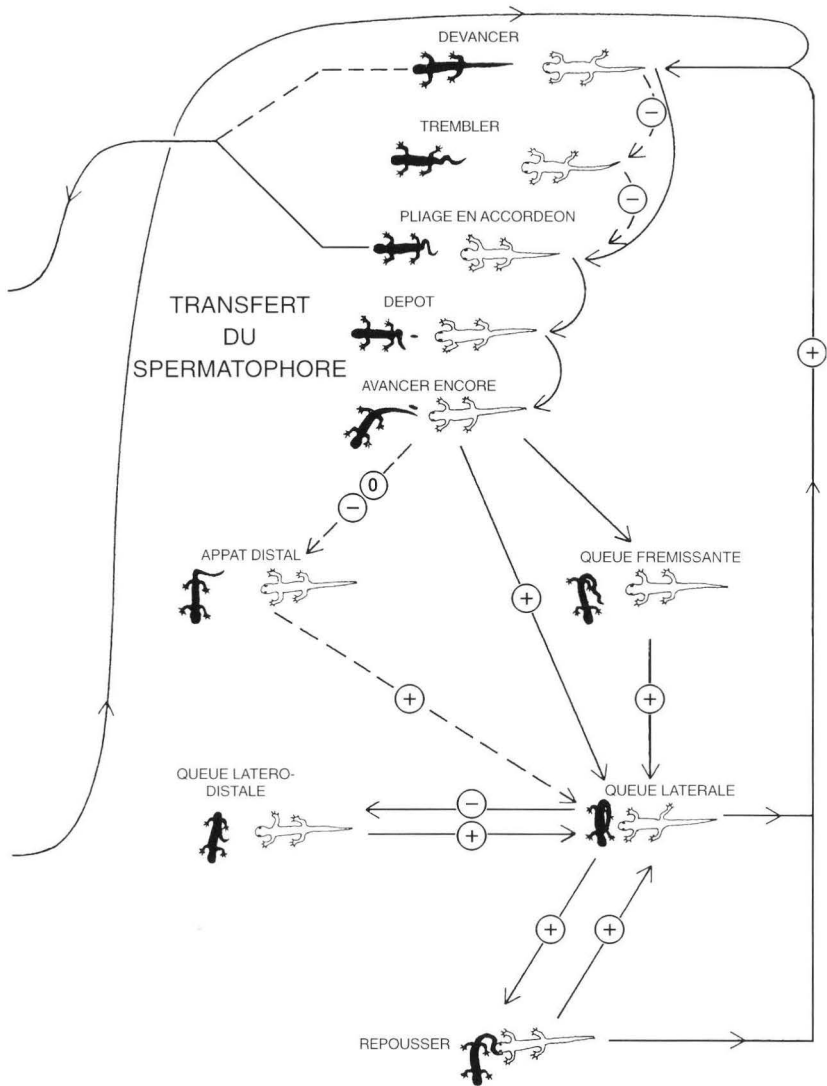 DEVANCER
−
TREMBLER
−
PLIAGE EN ACCORDEON
TRANSFERT
DU
SPERMATOPHORE
DEPOT
+
AVANCER ENCORE
0
−
APPAT DISTAL
QUEUE FREMISSANTE
+
+
+
QUEUE LATERO-
DISTALE
QUEUE LATERALE
−
+
+
+
REPOUSSER